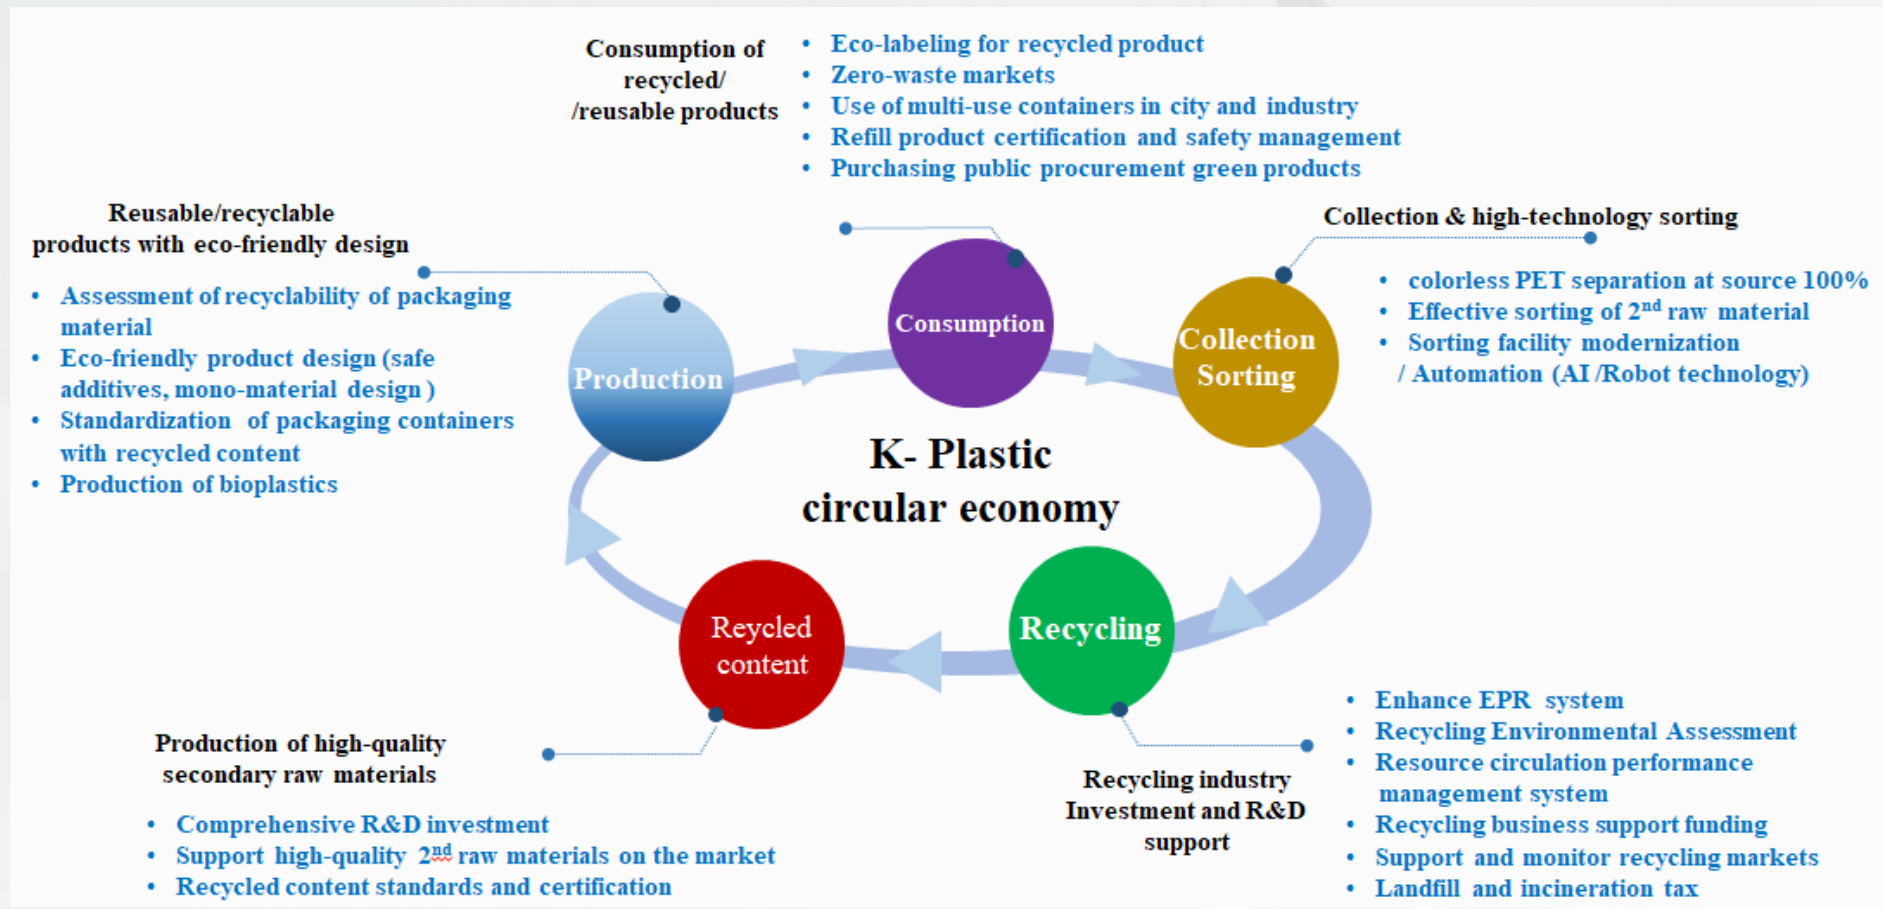 Consumption of
recycled/
/reusable products
• Eco-labeling for recycled product
• Zero-waste markets
• Use of multi-use containers in city and industry
• Refill product certification and safety management
• Purchasing public procurement green products
Reusable/recyclable
products with eco-friendly design
• Assessment of recyclability of packaging
material
• Eco-friendly product design (safe
additives, mono-material design )
• Standardization of packaging containers
with recycled content
• Production of bioplastics
Collection & high-technology sorting
• colorless PET separation at source 100%
• Effective sorting of 2nd raw material
• Sorting facility modernization
/ Automation (AI /Robot technology)
Production
Consumption
Collection
Sorting
K- Plastic
circular economy
Reycled
content
Recycling
Production of high-quality
secondary raw materials
• Comprehensive R&D investment
• Support high-quality 2nd raw materials on the market
• Recycled content standards and certification
Recycling industry
Investment and R&D
support
• Enhance EPR system
• Recycling Environmental Assessment
• Resource circulation performance
management system
• Recycling business support funding
• Support and monitor recycling markets
• Landfill and incineration tax